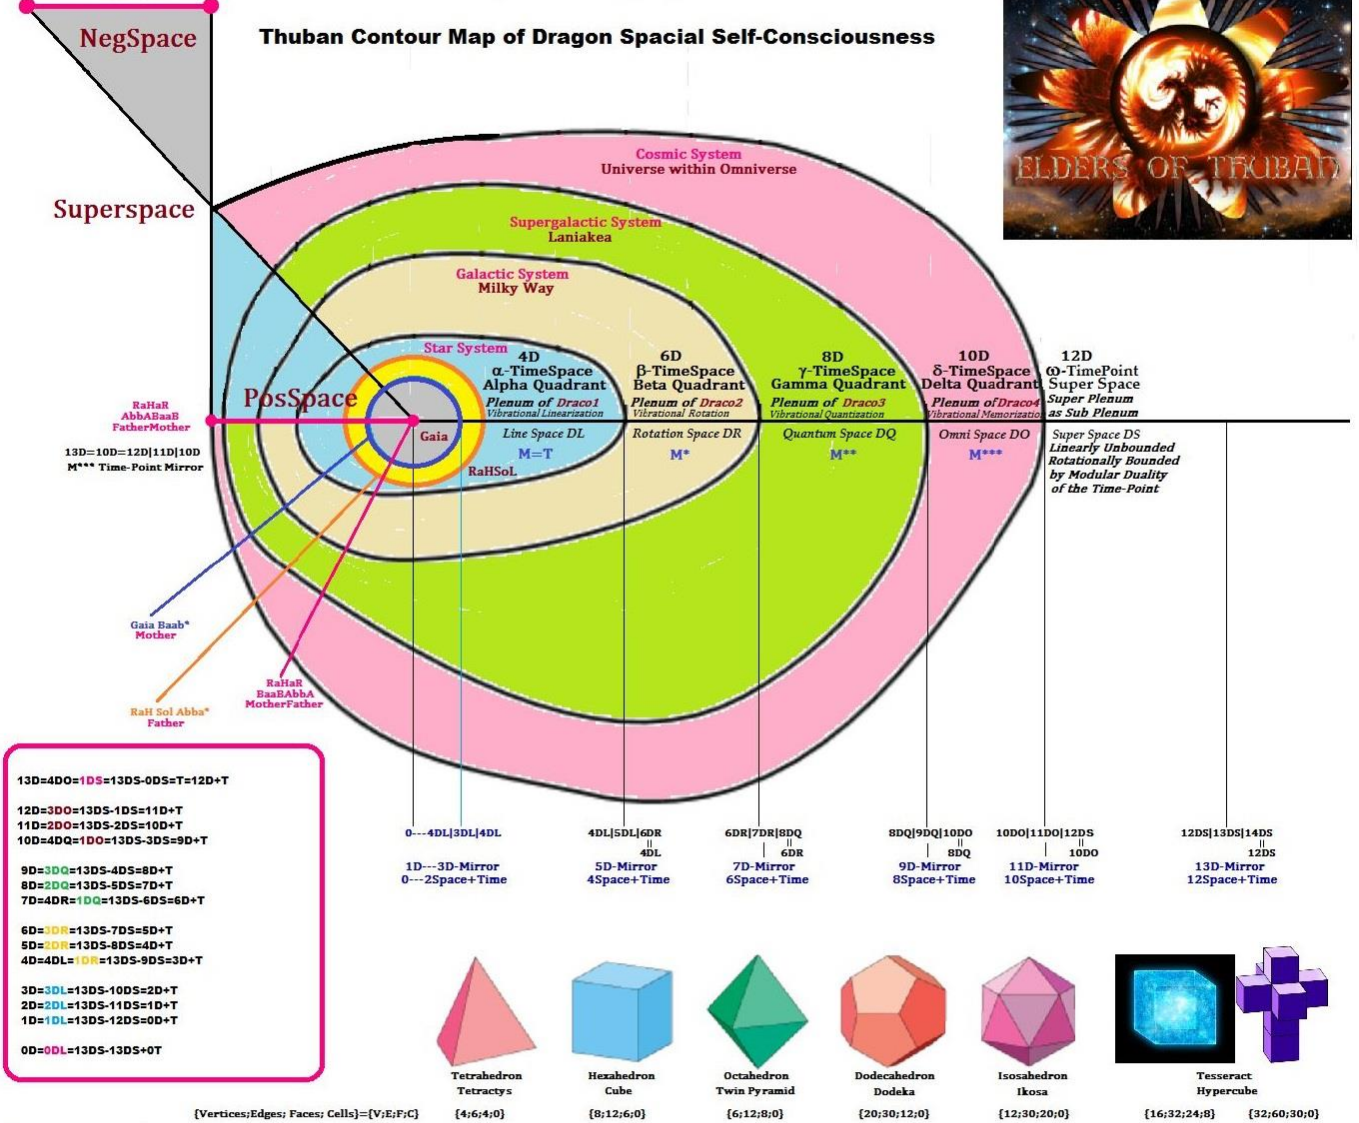 NegSpace
Thuban Contour Map of Dragon Spacial Self-Consciousness
ELDERS OF THUBAN
Cosmic System
Universe within Omniverse
Superspace
Supergalactic System
Laniakea
Galactic System
Milky Way
Star System
PosSpace
Gaia
RaHSoL
4D
α-TimeSpace
Alpha Quadrant
Plenum of Draco1
Vibrational Linearization
Line Space DL
M=T
6D
β-TimeSpace
Beta Quadrant
Plenum of Draco2
Vibrational Rotation
Rotation Space DR
M*
8D
γ-TimeSpace
Gamma Quadrant
Plenum of Draco3
Vibrational Quantization
Quantum Space DQ
M**
10D
δ-TimeSpace
Delta Quadrant
Plenum of Draco4
Vibrational Memorization
Omni Space DO
M***
12D
ω-TimePoint
Super Space
Super Plenum
as Sub Plenum
Super Space DS
Linearly Unbounded
Rotationally Bounded
by Modular Duality
of the Time-Point
RaHaR
AbbABaaB
FatherMother
13D=10D=12D|11D|10D
M*** Time-Point Mirror
Gaia Baab*
Mother
RaHaR
BaaBAbbA
MotherFather
RaH Sol Abba*
Father
13D=4DO=1DS=13DS-0DS=T=12D+T
12D=3DO=13DS-1DS=11D+T
11D=2DO=13DS-2DS=10D+T
10D=4DQ=1DO=13DS-3DS=9D+T
9D=3DQ=13DS-4DS=8D+T
8D=2DQ=13DS-5DS=7D+T
7D=4DR=1DQ=13DS-6DS=6D+T
6D=3DR=13DS-7DS=5D+T
5D=2DR=13DS-8DS=4D+T
4D=4DL=1DR=13DS-9DS=3D+T
3D=3DL=13DS-10DS=2D+T
2D=2DL=13DS-11DS=1D+T
1D=1DL=13DS-12DS=0D+T
0D=0DL=13DS-13DS+0T
0---4DL|3DL|4DL
1D---3D-Mirror
0---2Space+Time
4DL|5DL|6DR
||
4DL
5D-Mirror
4Space+Time
6DR|7DR|8DQ
| ||
6DR
7D-Mirror
6Space+Time
8DQ|9DQ|10DO
| ||
8DQ
9D-Mirror
8Space+Time
10DO|11DO|12DS
| ||
10DO
11D-Mirror
10Space+Time
12DS|13DS|14DS
||
12DS
13D-Mirror
12Space+Time
Tetrahedron
Tetractys
Hexahedron
Cube
Octahedron
Twin Pyramid
Dodecahedron
Dodeka
Isosahedron
Ikosa
Tesseract
Hypercube
{Vertices;Edges; Faces; Cells}={V;E;F;C}
{4;6;4;0}
{8;12;6;0}
{6;12;8;0}
{20;30;12;0}
{12;30;20;0}
{16;32;24;8}
{32;60;30;0}